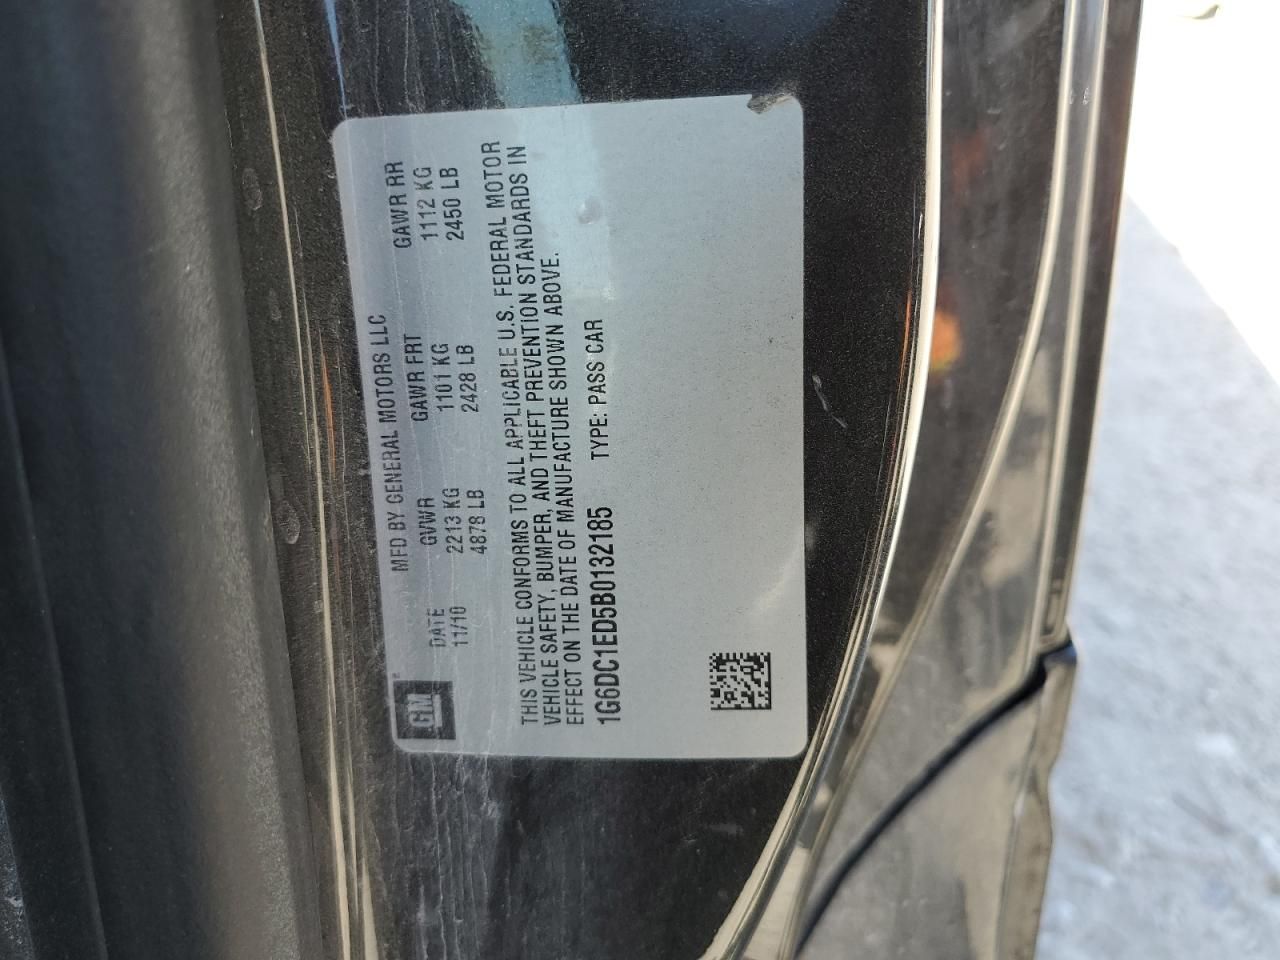 GM
MFD BY GENERAL MOTORS LLC
DATE GVWR GAWR FRT GAWR RR
11/10 2213 KG 1101 KG 1112 KG
4878 LB 2428 LB 2450 LB
THIS VEHICLE CONFORMS TO ALL APPLICABLE U.S. FEDERAL MOTOR
VEHICLE SAFETY, BUMPER, AND THEFT PREVENTION STANDARDS IN
EFFECT ON THE DATE OF MANUFACTURE SHOWN ABOVE.
1G6DC1ED5B0132185 TYPE: PASS CAR